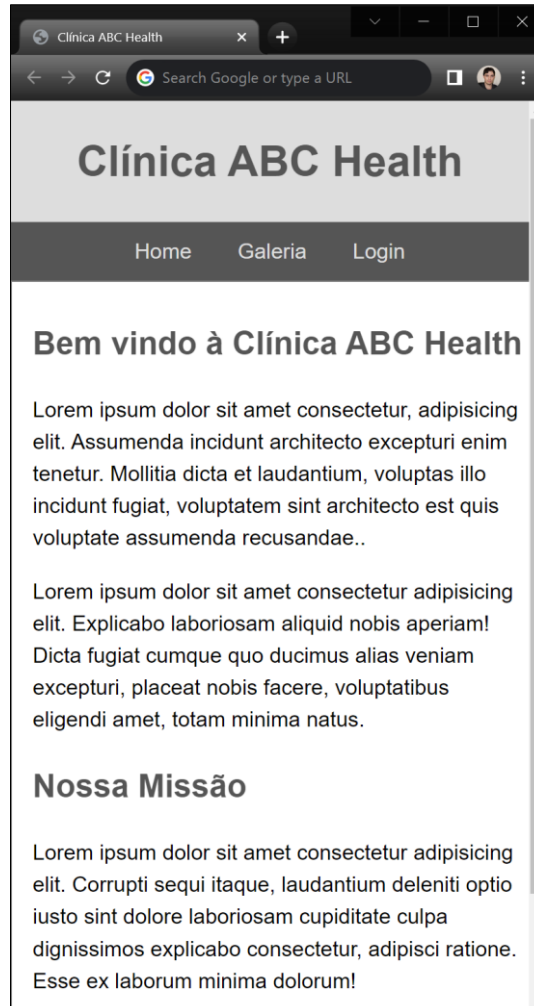 Clínica ABC Health
Search Google or type a URL
Clínica ABC Health
Home Galeria Login
Bem vindo à Clínica ABC Health
Lorem ipsum dolor sit amet consectetur, adipisicing
elit. Assumenda incidunt architecto excepturi enim
tenetur. Mollitia dicta et laudantium, voluptas illo
incidunt fugiat, voluptatem sint architecto est quis
voluptate assumenda recusandae..
Lorem ipsum dolor sit amet consectetur adipisicing
elit. Explicabo laboriosam aliquid nobis aperiam!
Dicta fugiat cumque quo ducimus alias veniam
excepturi, placeat nobis facere, voluptatibus
eligendi amet, totam minima natus.
Nossa Missão
Lorem ipsum dolor sit amet consectetur adipisicing
elit. Corrupti sequi itaque, laudantium deleniti optio
iusto sint dolore laboriosam cupiditate culpa
dignissimos explicabo consectetur, adipisci ratione.
Esse ex laborum minima dolorum!